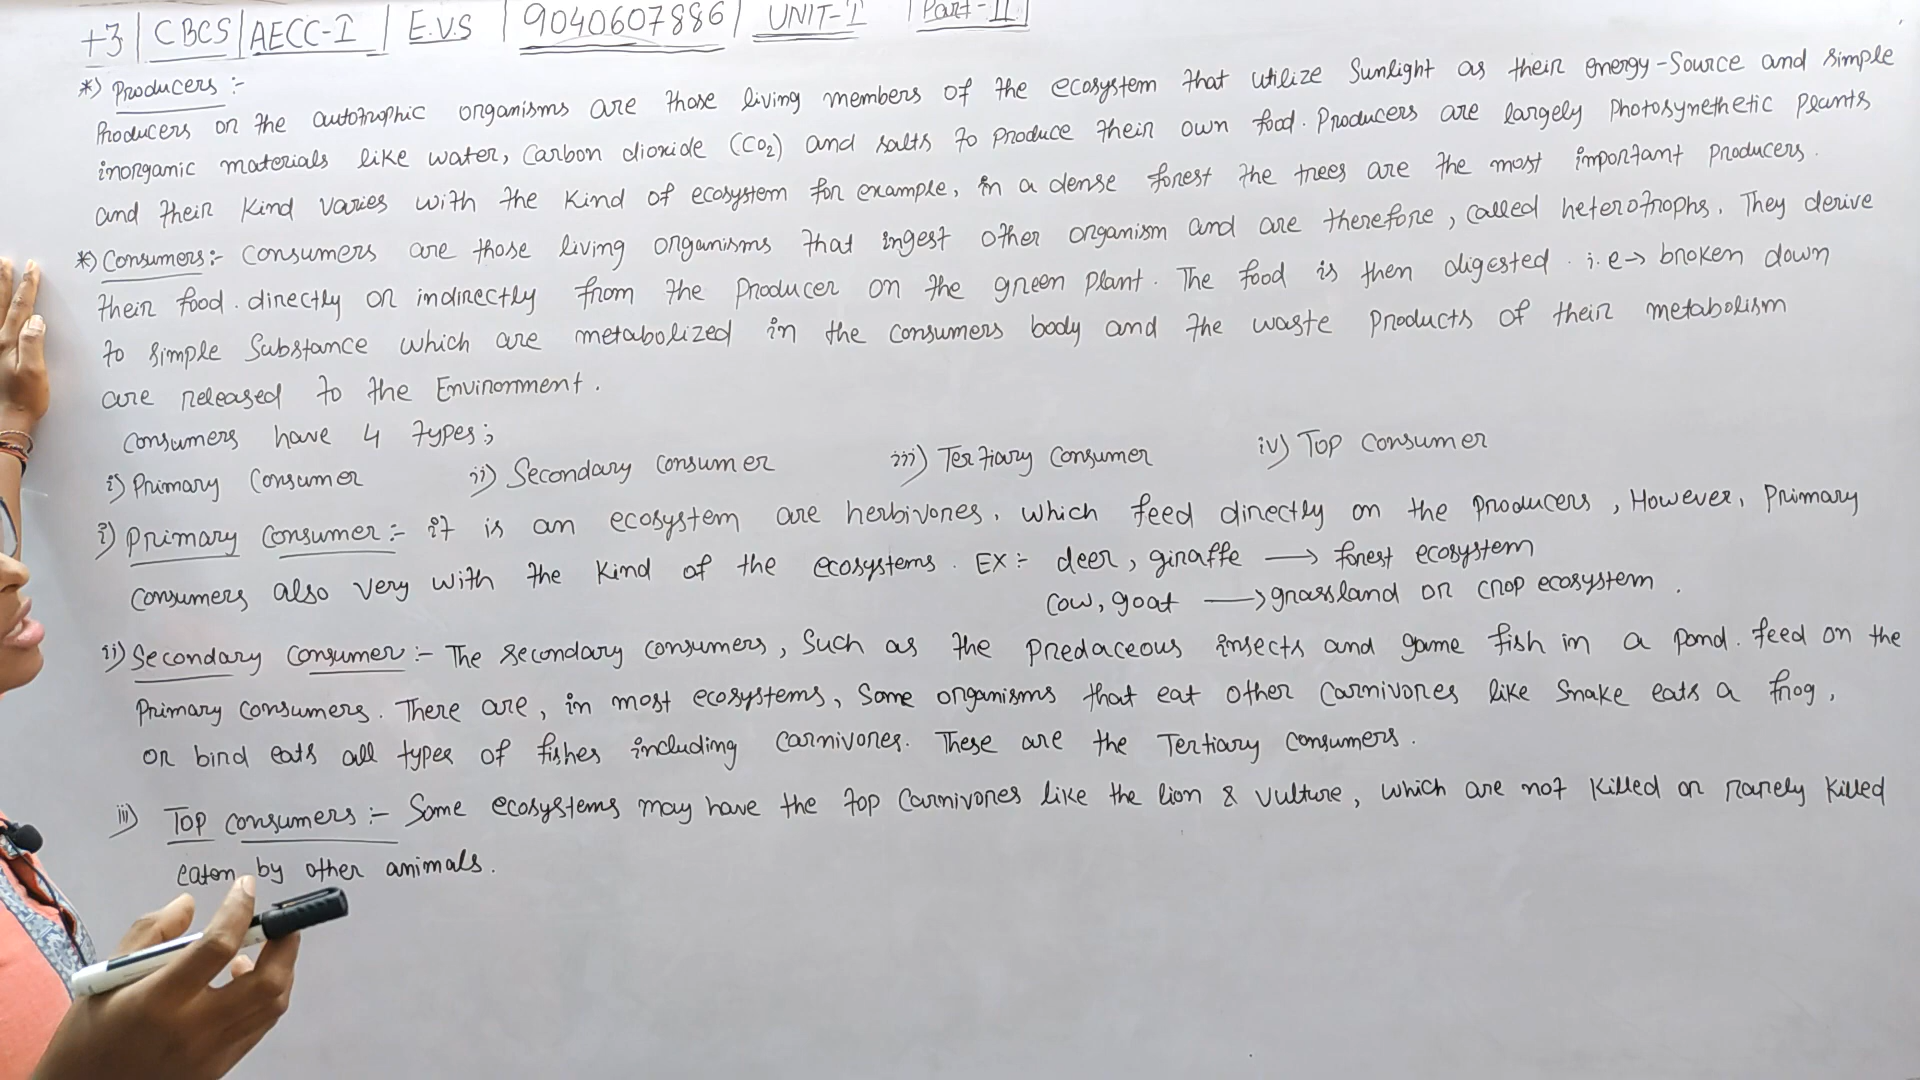 +3 | CBCS | AECC-I | E.V.S | 9040607886 | UNIT-I | Part-II |
*) Producers :-
Producers or the autotrophic organisms are those living members of the ecosystem that utilize Sunlight as their energy-Source and simple
inorganic materials like water, Carbon dioxide (CO2) and salts to produce their own food. Producers are largely Photosynethetic Plants
and their Kind varies with the Kind of ecosystem for example, in a dense forest the trees are the most important Producers.
*) Consumers :- Consumers are those living organisms that ingest other organism and are therefore, called heterotrophs. They derive
their food. directly or indirectly from the Producer or the green Plant. The food is then digested. i.e → broken down
to simple Substance which are metabolized in the consumers body and the waste Products of their metabolism
are released to the Environment.
Consumers have 4 types;
i) Primary Consumer ii) Secondary Consumer iii) Tertiary Consumer iv) Top Consumer
i) Primary Consumer :- it is an ecosystem are herbivores. which feed directly on the Producers, However, Primary
Consumers also very with the Kind of the ecosystems. EX :- deer, giraffe → forest ecosystem
Cow, goat → grassland or crop ecosystem.
ii) Secondary Consumer :- The secondary consumers, Such as the predaceous insects and game fish in a pond. feed on the
Primary Consumers. There are, in most ecosystems, Some organisms that eat other Carnivores like Snake eats a frog,
or bird eats all types of fishes including Carnivores. These are the Tertiary Consumers.
iii) Top consumers :- Some ecosystems may have the top Carnivores like the lion & vulture, which are not Killed or rarely Killed
eaten by other animals.